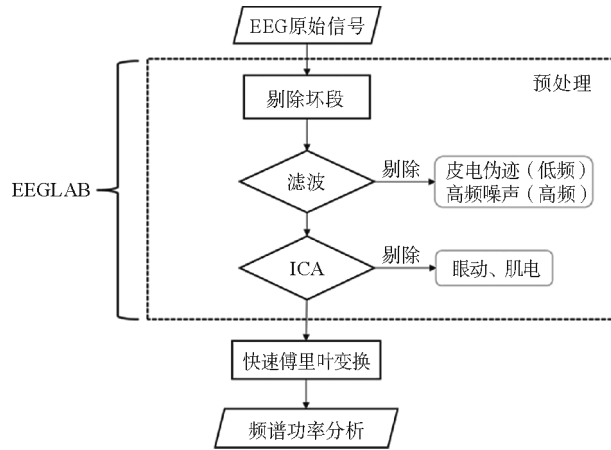 EEG原始信号
预处理
剔除坏段
滤波
剔除
皮电伪迹（低频）
高频噪声（高频）
EEGLAB
ICA
剔除
眼动、肌电
快速傅里叶变换
频谱功率分析